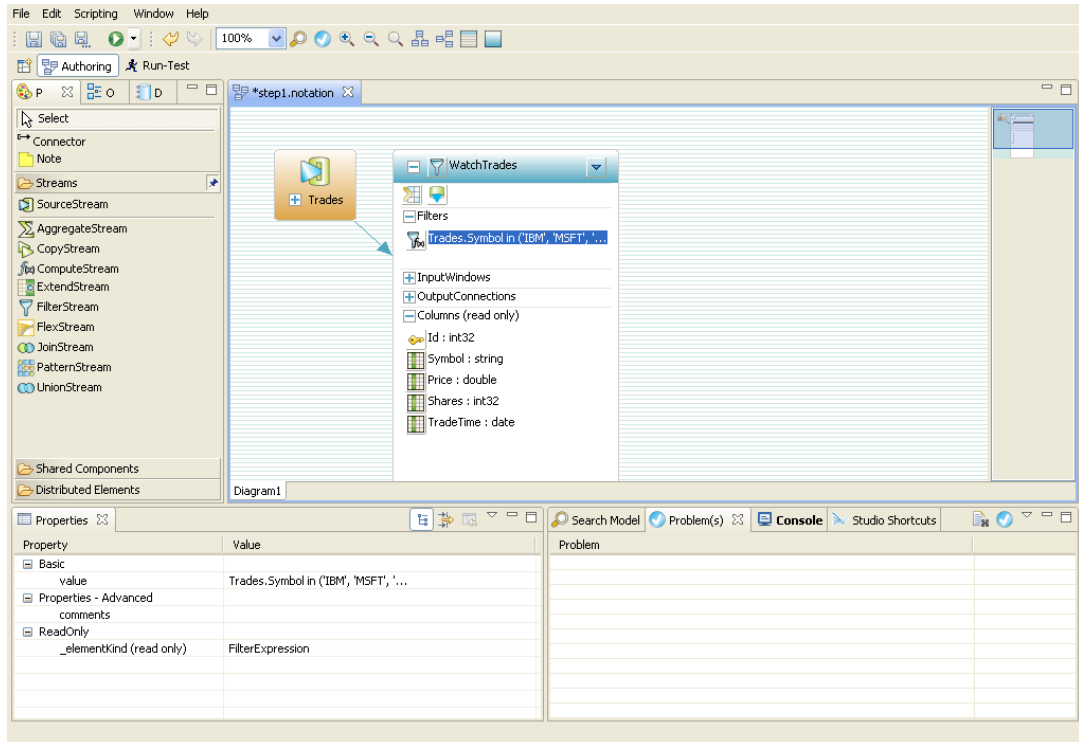 File Edit Scripting Window Help
100%
Authoring Run-Test
P O D
*step1.notation
Select
Connector
Note
Streams
SourceStream
AggregateStream
CopyStream
ComputeStream
ExtendStream
FilterStream
FlexStream
JoinStream
PatternStream
UnionStream
Shared Components
Distributed Elements
Trades
WatchTrades
Filters
Trades.Symbol in ('IBM', 'MSFT', '...
InputWindows
OutputConnections
Columns (read only)
Id : int32
Symbol : string
Price : double
Shares : int32
TradeTime : date
Diagram1
Properties
Property Value
Basic
value Trades.Symbol in ('IBM', 'MSFT', '...
Properties - Advanced
comments
ReadOnly
_elementKind (read only) FilterExpression
Search Model Problem(s) Console Studio Shortcuts
Problem